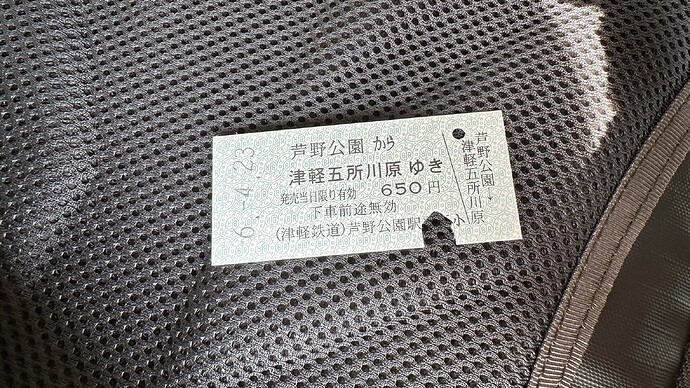 6.-4.23
芦野公園 から
津軽五所川原 ゆき
発売当日限り有効 650円
下車前途無効
(津軽鉄道)芦野公園駅
小
芦野公園
津軽五所川原